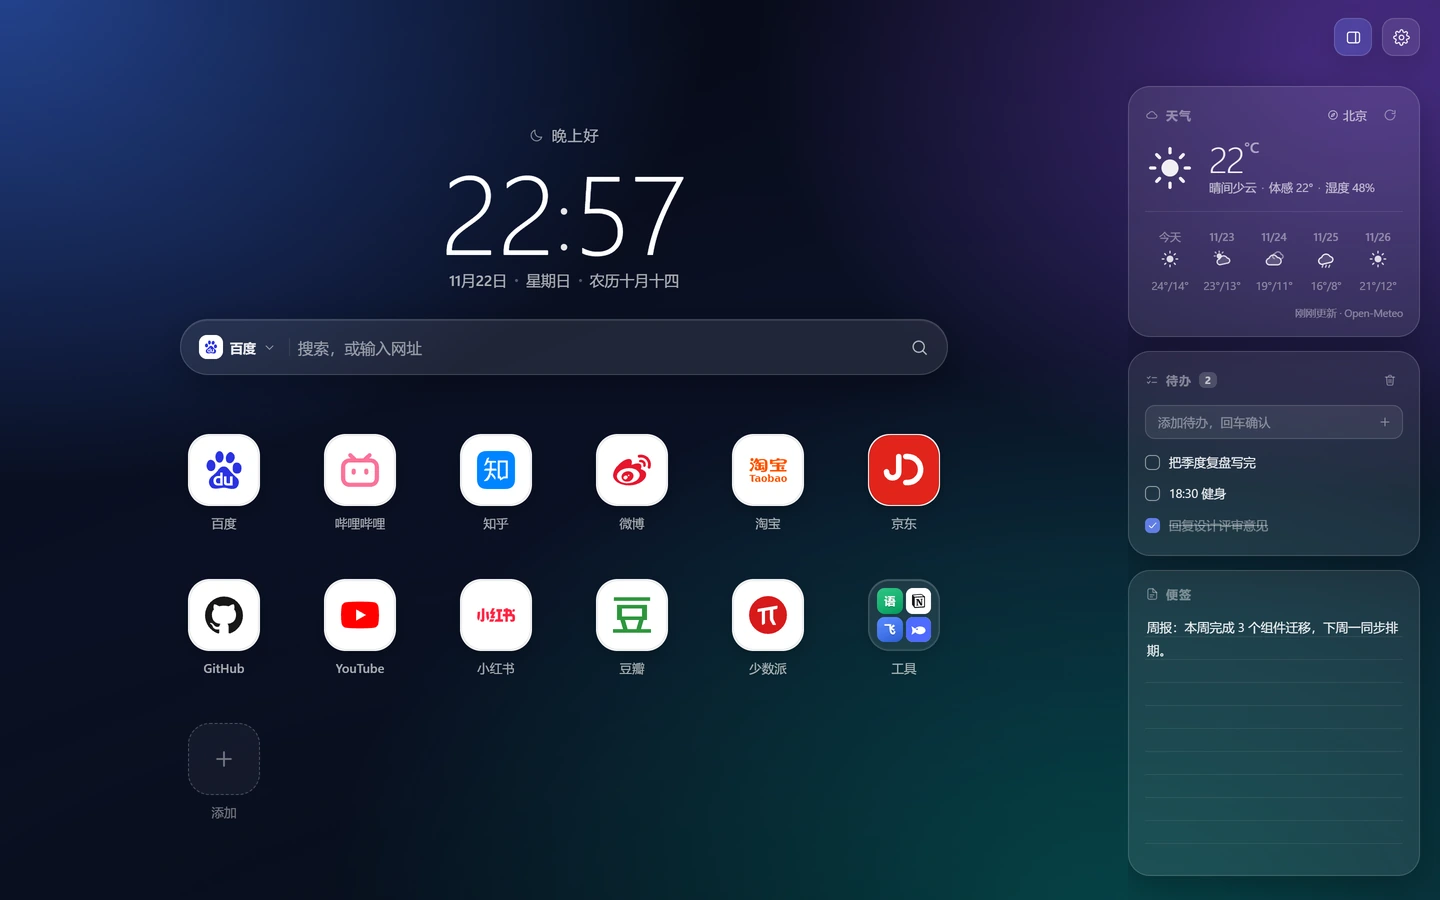 晚上好
22:57
11月22日 · 星期日 · 农历十月十四
百度
搜索，或输入网址
du
知
淘宝
Taobao
JD
百度
哔哩哔哩
知乎
微博
淘宝
京东
小红书
豆
语
N
飞
GitHub
YouTube
小红书
豆瓣
少数派
工具
添加
天气
北京
22°C
晴间少云 · 体感 22° · 湿度 48%
今天 11/23 11/24 11/25 11/26
24°/14° 23°/13° 19°/11° 16°/8° 21°/12°
刚刚更新 · Open-Meteo
待办 2
添加待办，回车确认
把季度复盘写完
18:30 健身
回复设计评审意见
便签
周报：本周完成 3 个组件迁移，下周一同步排
期。